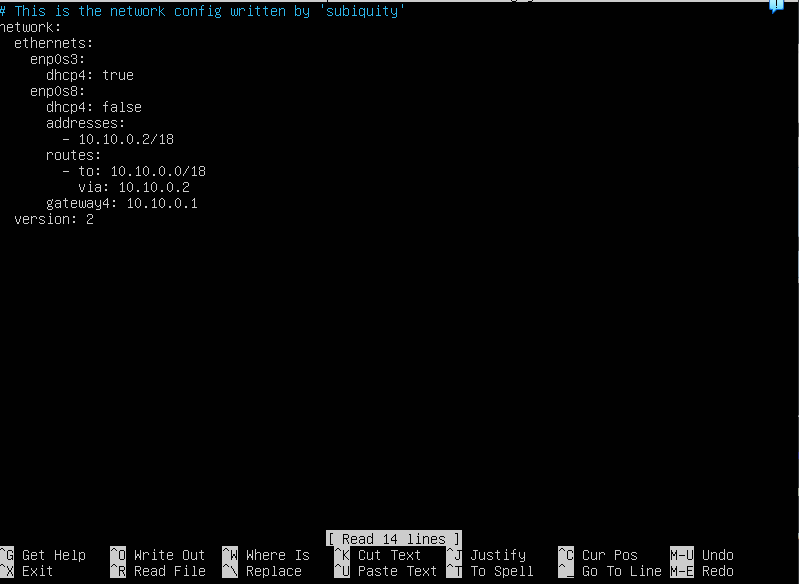 # This is the network config written by 'subiquity'
network:
  ethernets:
    enp0s3:
      dhcp4: true
    enp0s8:
      dhcp4: false
      addresses:
        - 10.10.0.2/18
      routes:
        - to: 10.10.0.0/18
          via: 10.10.0.2
      gateway4: 10.10.0.1
  version: 2
[ Read 14 lines ]
^G Get Help ^O Write Out ^W Where Is ^K Cut Text ^J Justify ^C Cur Pos M-U Undo
^X Exit ^R Read File ^\ Replace ^U Paste Text ^T To Spell ^_ Go To Line M-E Redo